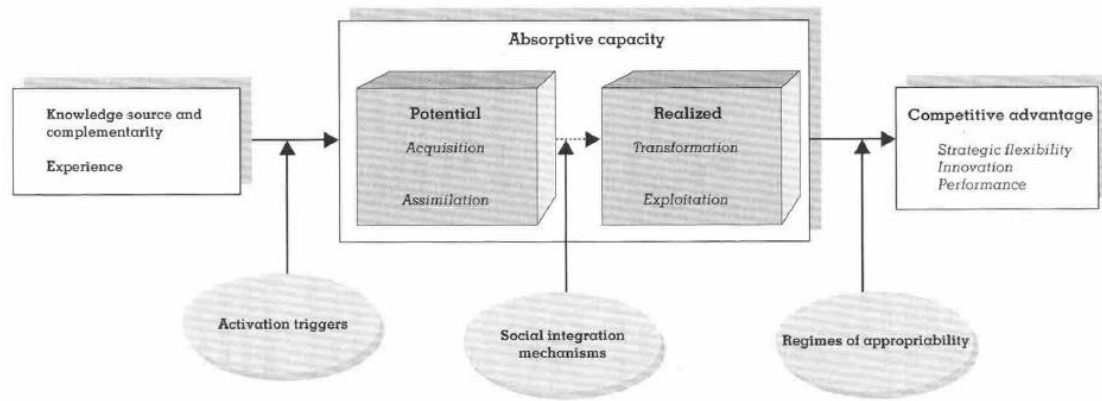 Absorptive capacity
Knowledge source and
complementarity
Experience
Potential
Acquisition
Assimilation
Realized
Transformation
Exploitation
Competitive advantage
Strategic flexibility
Innovation
Performance
Activation triggers
Social integration
mechanisms
Regimes of appropriability